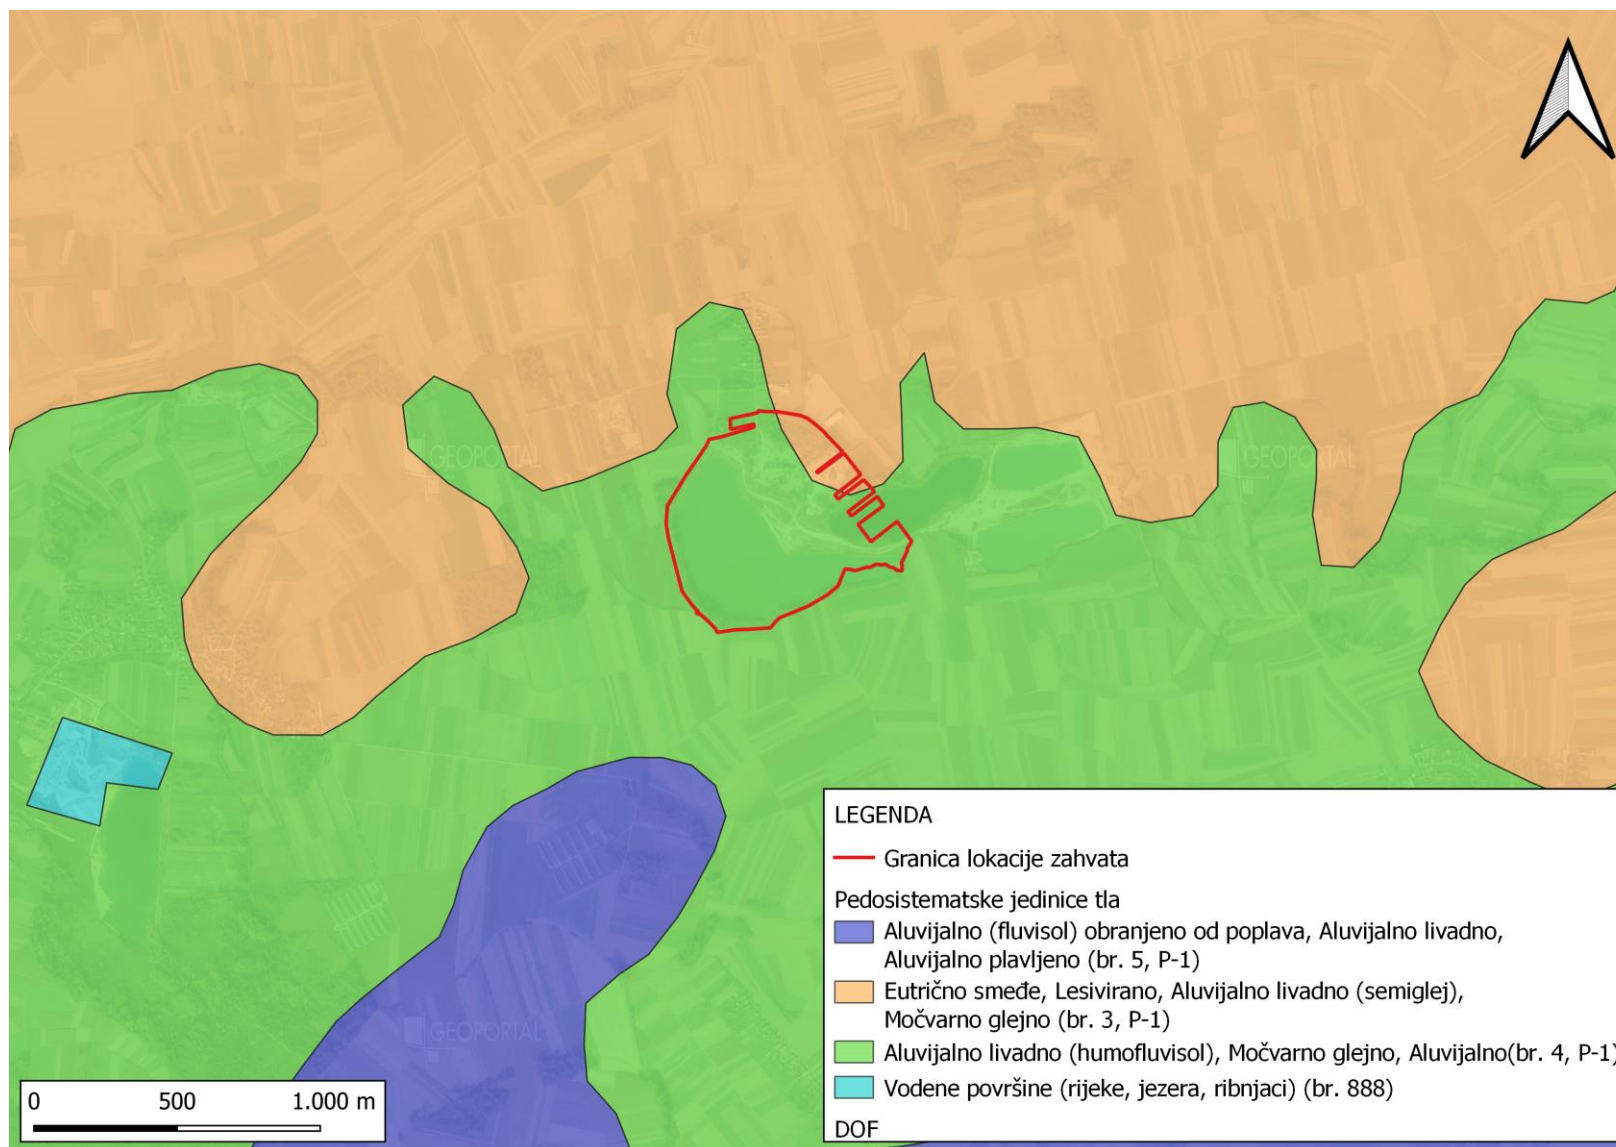 GEOPORTAL
GEOPORTAL
GEOPORTAL
LEGENDA
Granica lokacije zahvata
Pedosistematske jedinice tla
Aluvijalno (fluvisol) obranjeno od poplava, Aluvijalno livadno,
Aluvijalno plavljeno (br. 5, P-1)
Eutrično smeđe, Lesivirano, Aluvijalno livadno (semiglej),
Močvarno glejno (br. 3, P-1)
Aluvijalno livadno (humofluvisol), Močvarno glejno, Aluvijalno(br. 4, P-1)
Vodene površine (rijeke, jezera, ribnjaci) (br. 888)
DOF
0 500 1.000 m